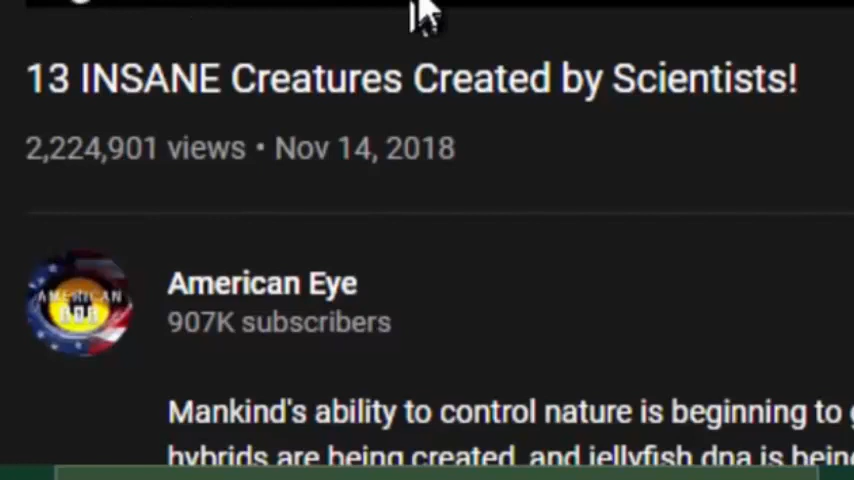 13 INSANE Creatures Created by Scientists!
2,224,901 views • Nov 14, 2018
AMERICAN
American Eye
907K subscribers
Mankind's ability to control nature is beginning to
hybrids are being created, and jellyfish dna is being